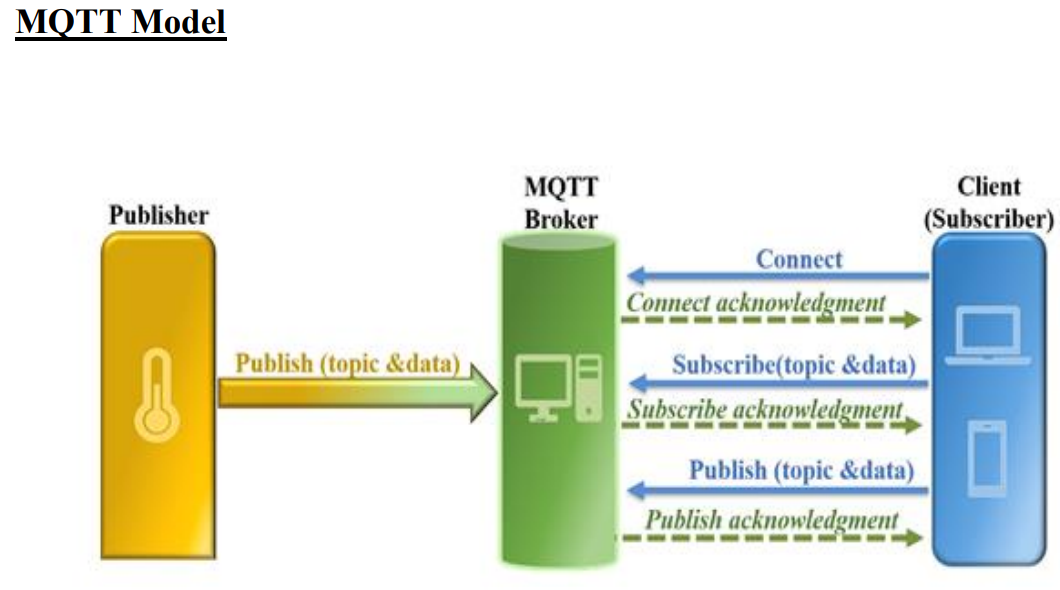 MQTT Model
Publisher
MQTT
Broker
Client
(Subscriber)
Publish (topic &data)
Connect
Connect acknowledgment
Subscribe(topic &data)
Subscribe acknowledgment
Publish (topic &data)
Publish acknowledgment